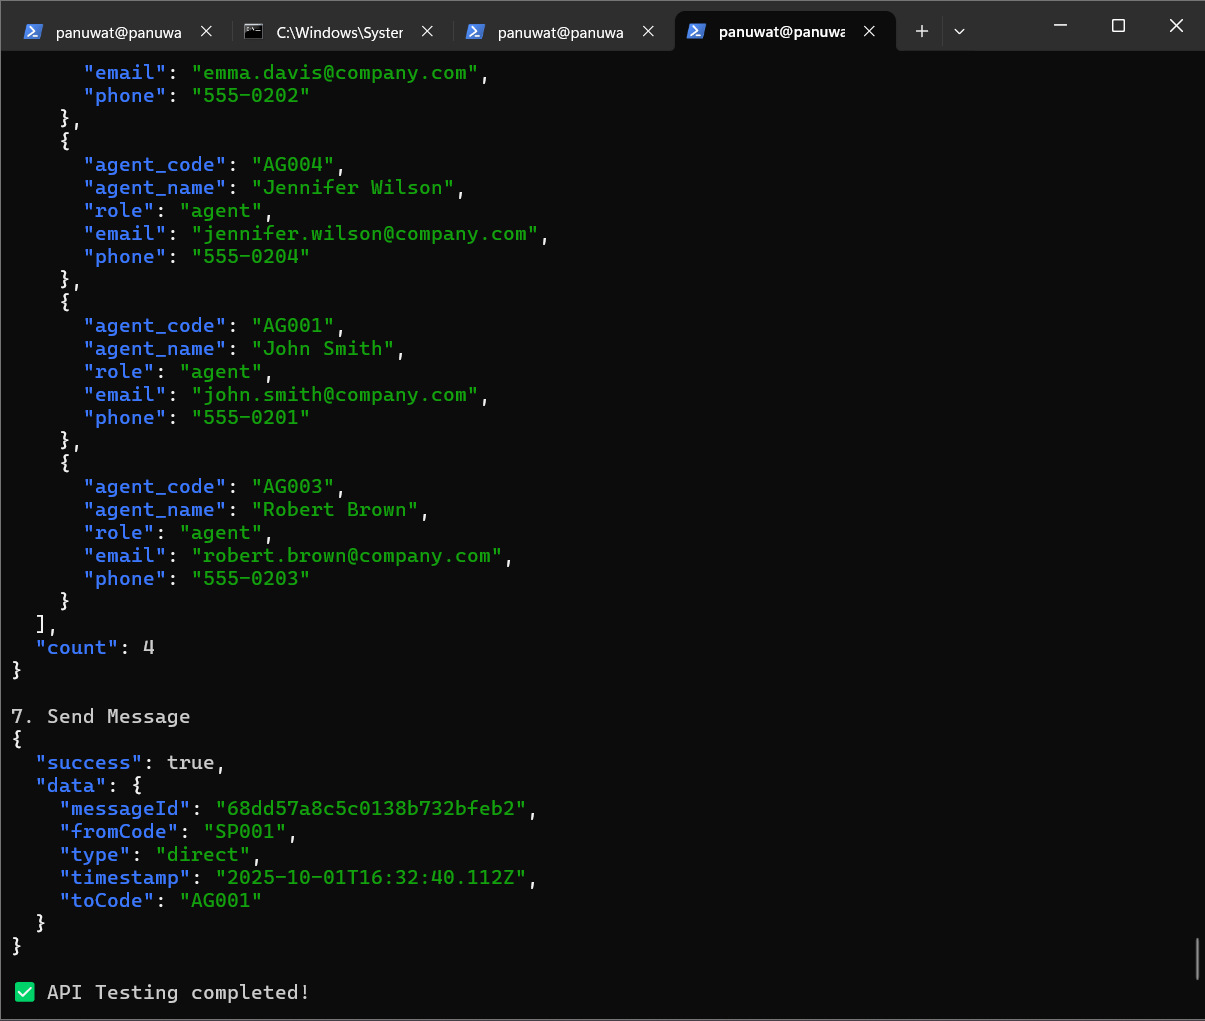 panuwat@panuwa
C:\Windows\Syster
panuwat@panuwa
panuwat@panuwa
"email": "emma.davis@company.com",
"phone": "555-0202"
},
{
"agent_code": "AG004",
"agent_name": "Jennifer Wilson",
"role": "agent",
"email": "jennifer.wilson@company.com",
"phone": "555-0204"
},
{
"agent_code": "AG001",
"agent_name": "John Smith",
"role": "agent",
"email": "john.smith@company.com",
"phone": "555-0201"
},
{
"agent_code": "AG003",
"agent_name": "Robert Brown",
"role": "agent",
"email": "robert.brown@company.com",
"phone": "555-0203"
}
],
"count": 4
}
7. Send Message
{
"success": true,
"data": {
"messageId": "68dd57a8c5c0138b732bfeb2",
"fromCode": "SP001",
"type": "direct",
"timestamp": "2025-10-01T16:32:40.112Z",
"toCode": "AG001"
}
}
✅ API Testing completed!